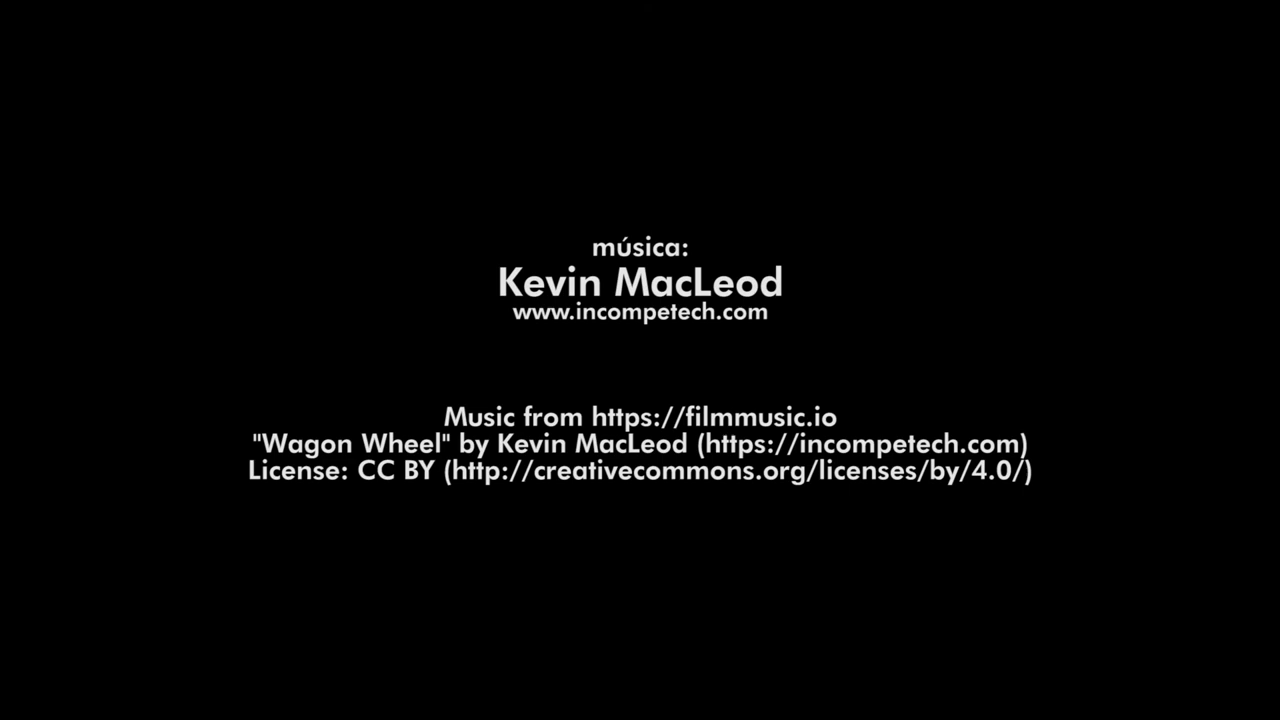 música:
Kevin MacLeod
www.incompetech.com
Music from https://filmmusic.io
"Wagon Wheel" by Kevin MacLeod (https://incompetech.com)
License: CC BY (http://creativecommons.org/licenses/by/4.0/)